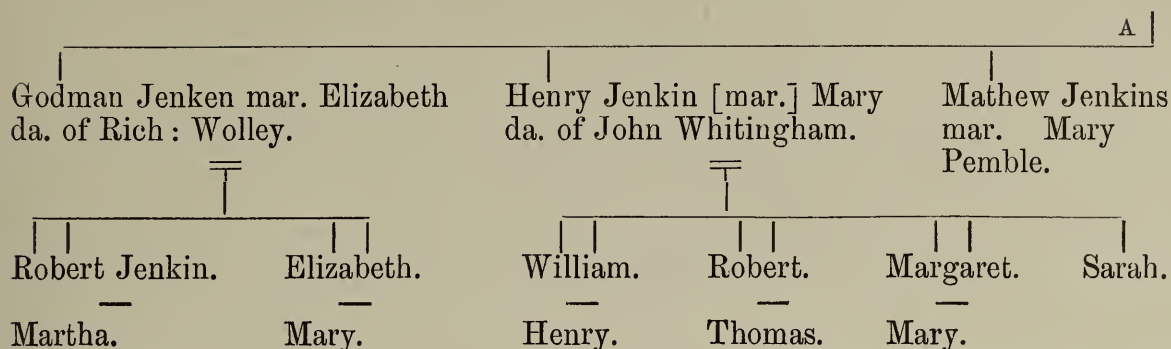 A
Godman Jenken mar. Elizabeth
da. of Rich : Wolley.
Henry Jenkin [mar.] Mary
da. of John Whitingham.
Mathew Jenkins
mar. Mary
Pemble.
Robert Jenkin. Elizabeth. William. Robert. Margaret. Sarah.
Martha. Mary. Henry. Thomas. Mary.